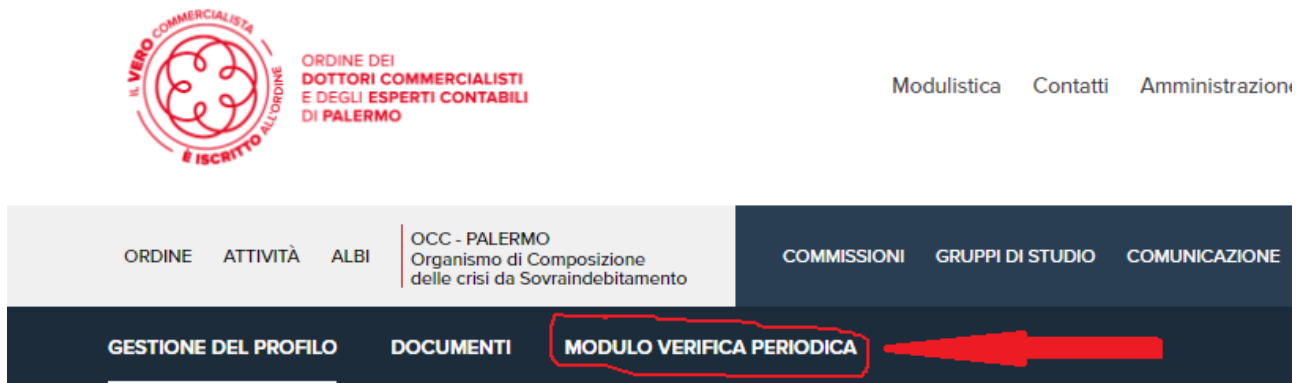 IL VERO COMMERCIALISTA
È ISCRITTO ALL'ORDINE
ORDINE DEI
DOTTORI COMMERCIALISTI
E DEGLI ESPERTI CONTABILI
DI PALERMO
Modulistica Contatti Amministrazione
ORDINE ATTIVITÀ ALBI
OCC - PALERMO
Organismo di Composizione
delle crisi da Sovraindebitamento
COMMISSIONI GRUPPI DI STUDIO COMUNICAZIONE
GESTIONE DEL PROFILO DOCUMENTI MODULO VERIFICA PERIODICA